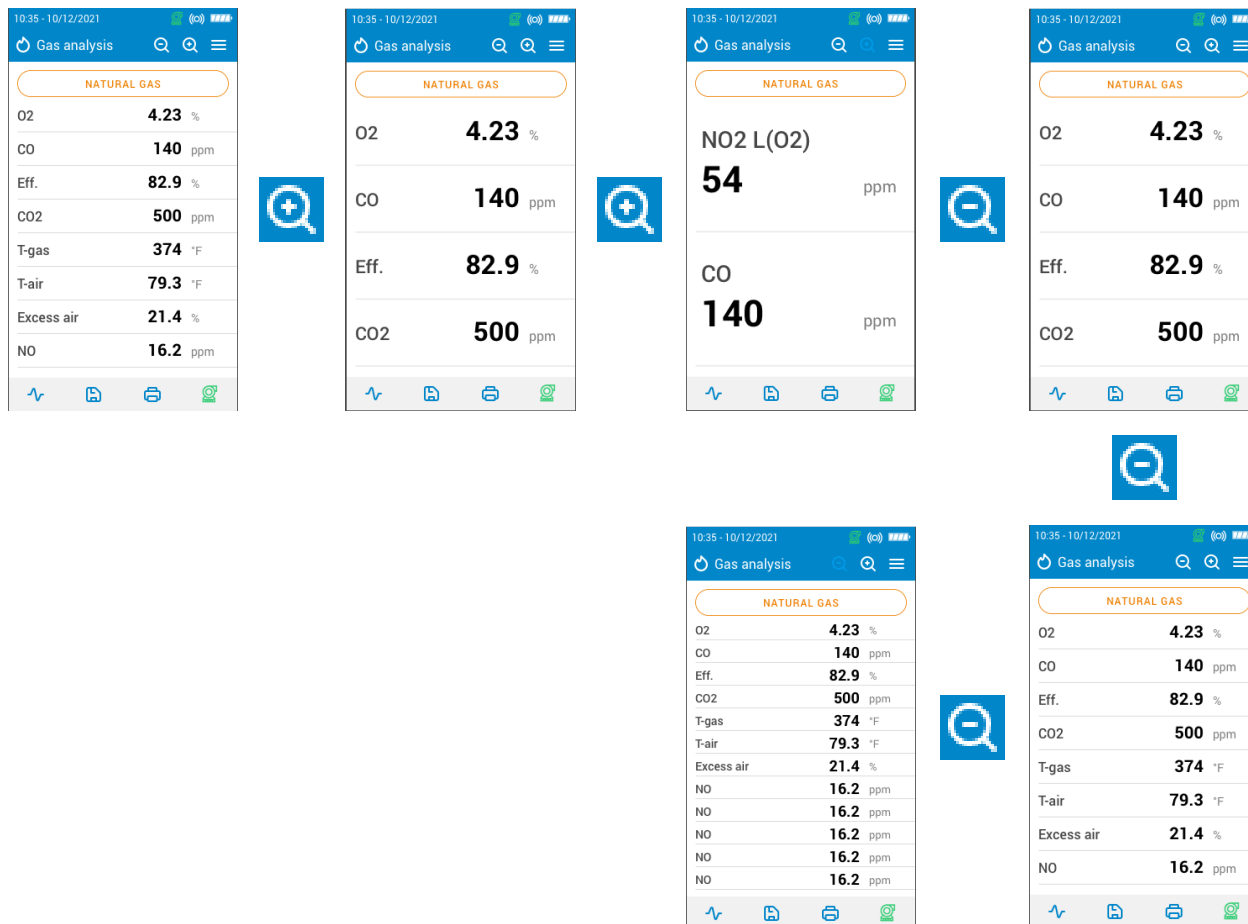 10:35 - 10/12/2021
Gas analysis
NATURAL GAS
O2 4.23 %
CO 140 ppm
Eff. 82.9 %
CO2 500 ppm
T-gas 374 °F
T-air 79.3 °F
Excess air 21.4 %
NO 16.2 ppm
10:35 - 10/12/2021
Gas analysis
NATURAL GAS
O2 4.23 %
CO 140 ppm
Eff. 82.9 %
CO2 500 ppm
10:35 - 10/12/2021
Gas analysis
NATURAL GAS
NO2 L(O2)
54 ppm
CO
140 ppm
10:35 - 10/12/2021
Gas analysis
NATURAL GAS
O2 4.23 %
CO 140 ppm
Eff. 82.9 %
CO2 500 ppm
10:35 - 10/12/2021
Gas analysis
NATURAL GAS
O2 4.23 %
CO 140 ppm
Eff. 82.9 %
CO2 500 ppm
T-gas 374 °F
T-air 79.3 °F
Excess air 21.4 %
NO 16.2 ppm
NO 16.2 ppm
NO 16.2 ppm
NO 16.2 ppm
NO 16.2 ppm
10:35 - 10/12/2021
Gas analysis
NATURAL GAS
O2 4.23 %
CO 140 ppm
Eff. 82.9 %
CO2 500 ppm
T-gas 374 °F
T-air 79.3 °F
Excess air 21.4 %
NO 16.2 ppm